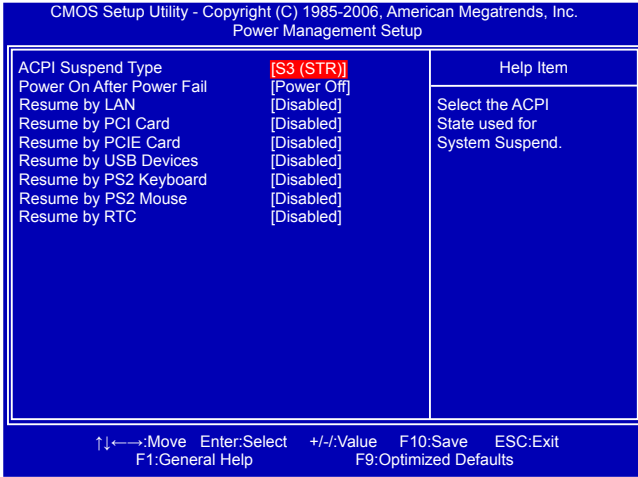 CMOS Setup Utility - Copyright (C) 1985-2006, American Megatrends, Inc.
Power Management Setup
ACPI Suspend Type [S3 (STR)]
Power On After Power Fail [Power Off]
Resume by LAN [Disabled]
Resume by PCI Card [Disabled]
Resume by PCIE Card [Disabled]
Resume by USB Devices [Disabled]
Resume by PS2 Keyboard [Disabled]
Resume by PS2 Mouse [Disabled]
Resume by RTC [Disabled]
Help Item
Select the ACPI
State used for
System Suspend.
↑↓←→:Move Enter:Select +/-/:Value F10:Save ESC:Exit
F1:General Help F9:Optimized Defaults